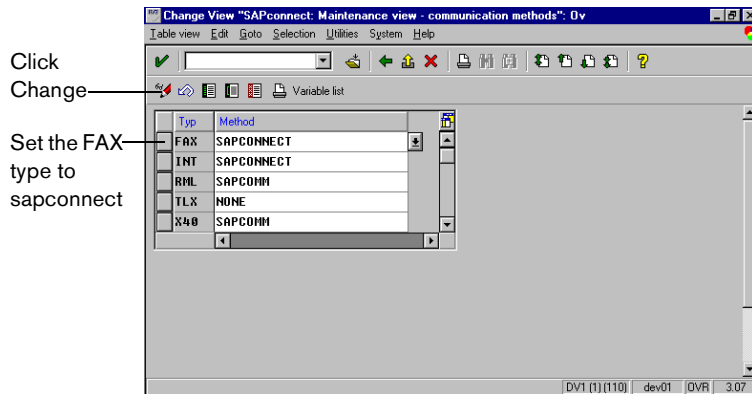 Change View "SAPconnect: Maintenance view - communication methods": Ov
Table view Edit Goto Selection Utilities System Help
Click
Change
Variable list
Typ Method
Set the FAX
type to
sapconnect
FAX SAPCONNECT
INT SAPCONNECT
RML SAPCOMM
TLX NONE
X40 SAPCOMM
DV1 (1) (110) dev01 OVR 3.07